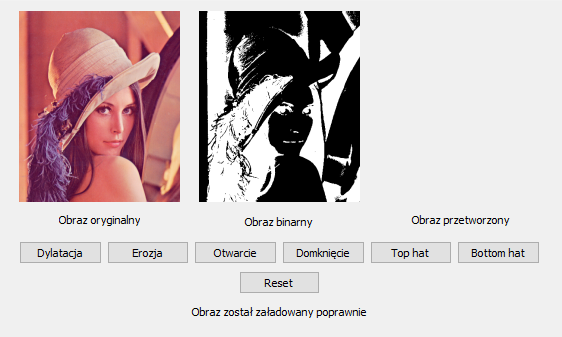 Obraz oryginalny
Obraz binarny
Obraz przetworzony
Dylatacja
Erozja
Otwarcie
Domknięcie
Top hat
Bottom hat
Reset
Obraz został załadowany poprawnie